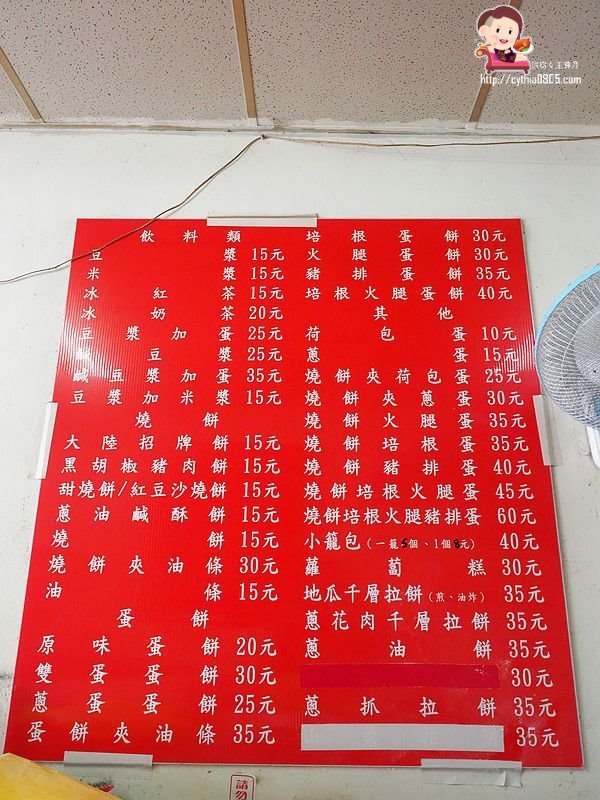 http://cythia0805.com
飲料類
豆漿 15元
米漿 15元
冰紅茶 15元
冰奶茶 20元
豆漿加蛋 25元
鹹豆漿 25元
鹹豆漿加蛋 35元
豆漿加米漿 15元
燒餅
大陸招牌餅 15元
黑胡椒豬肉餅 15元
甜燒餅/紅豆沙燒餅 15元
蔥油鹹酥餅 15元
燒餅 15元
燒餅夾油條 30元
油條 15元
蛋餅
原味蛋餅 20元
雙蛋蛋餅 30元
蔥蛋蛋餅 25元
蛋餅夾油條 35元
培根蛋餅 30元
火腿蛋餅 30元
豬排蛋餅 35元
培根火腿蛋餅 40元
其他
荷包蛋 10元
蔥蛋 15元
燒餅夾荷包蛋 25元
燒餅夾蔥蛋 30元
燒餅火腿蛋 35元
燒餅培根蛋 35元
燒餅豬排蛋 40元
燒餅培根火腿蛋 45元
燒餅培根火腿豬排蛋 60元
小籠包(一籠5個、1個8元) 40元
蘿蔔糕 30元
地瓜千層拉餅(煎、油炸) 35元
蔥花肉千層拉餅 35元
蔥油餅 35元
30元
蔥抓拉餅 35元
35元
請勿